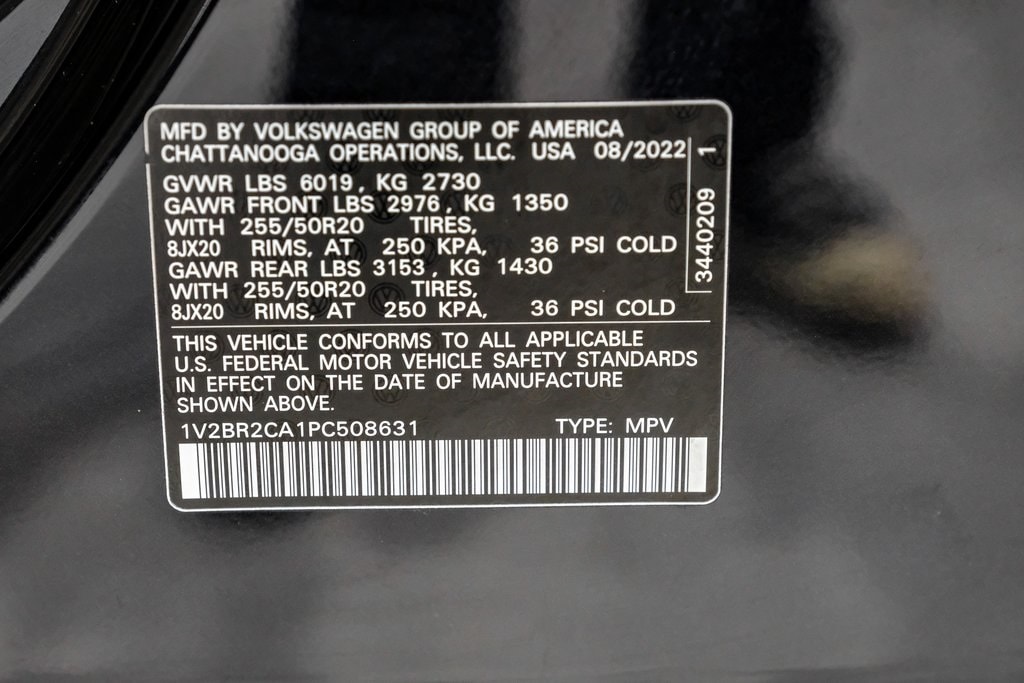 MFD BY VOLKSWAGEN GROUP OF AMERICA
CHATTANOOGA OPERATIONS, LLC. USA 08/2022
GVWR LBS 6019, KG 2730
GAWR FRONT LBS 2976, KG 1350
WITH 255/50R20 TIRES,
8JX20 RIMS, AT 250 KPA, 36 PSI COLD
GAWR REAR LBS 3153, KG 1430
WITH 255/50R20 TIRES,
8JX20 RIMS, AT 250 KPA, 36 PSI COLD
3440209 1
THIS VEHICLE CONFORMS TO ALL APPLICABLE
U.S. FEDERAL MOTOR VEHICLE SAFETY STANDARDS
IN EFFECT ON THE DATE OF MANUFACTURE
SHOWN ABOVE.
1V2BR2CA1PC508631 TYPE: MPV